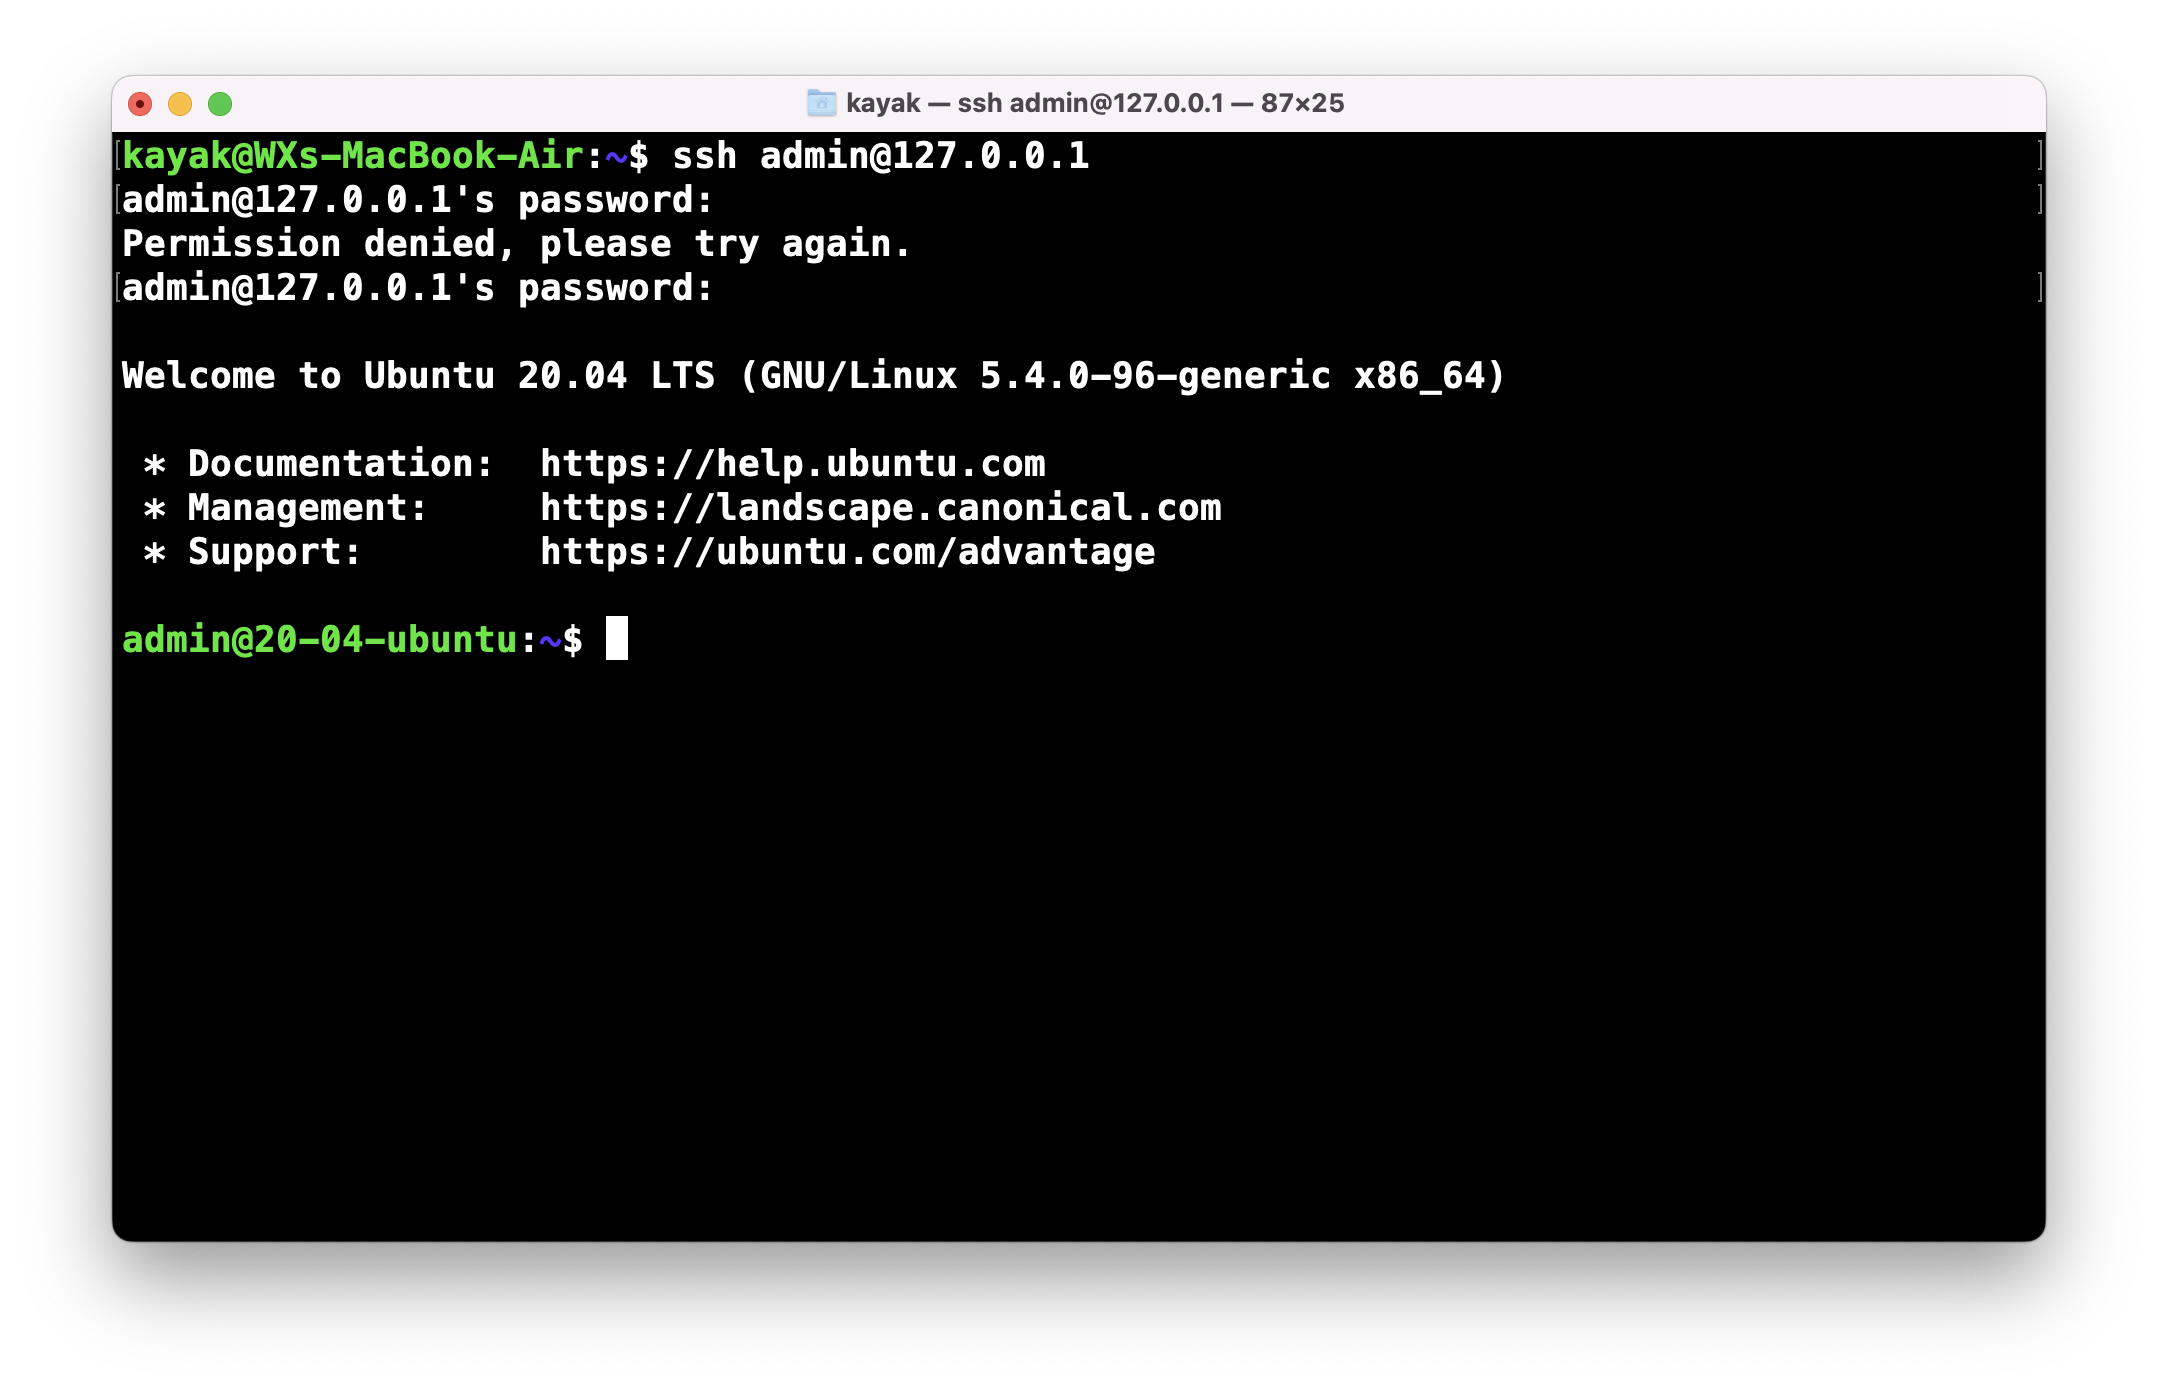 kayak — ssh admin@127.0.0.1 — 87×25
[kayak@WXs-MacBook-Air:~$ ssh admin@127.0.0.1 ]
[admin@127.0.0.1's password: ]
Permission denied, please try again.
[admin@127.0.0.1's password: ]
Welcome to Ubuntu 20.04 LTS (GNU/Linux 5.4.0-96-generic x86_64)
* Documentation: https://help.ubuntu.com
* Management: https://landscape.canonical.com
* Support: https://ubuntu.com/advantage
admin@20-04-ubuntu:~$